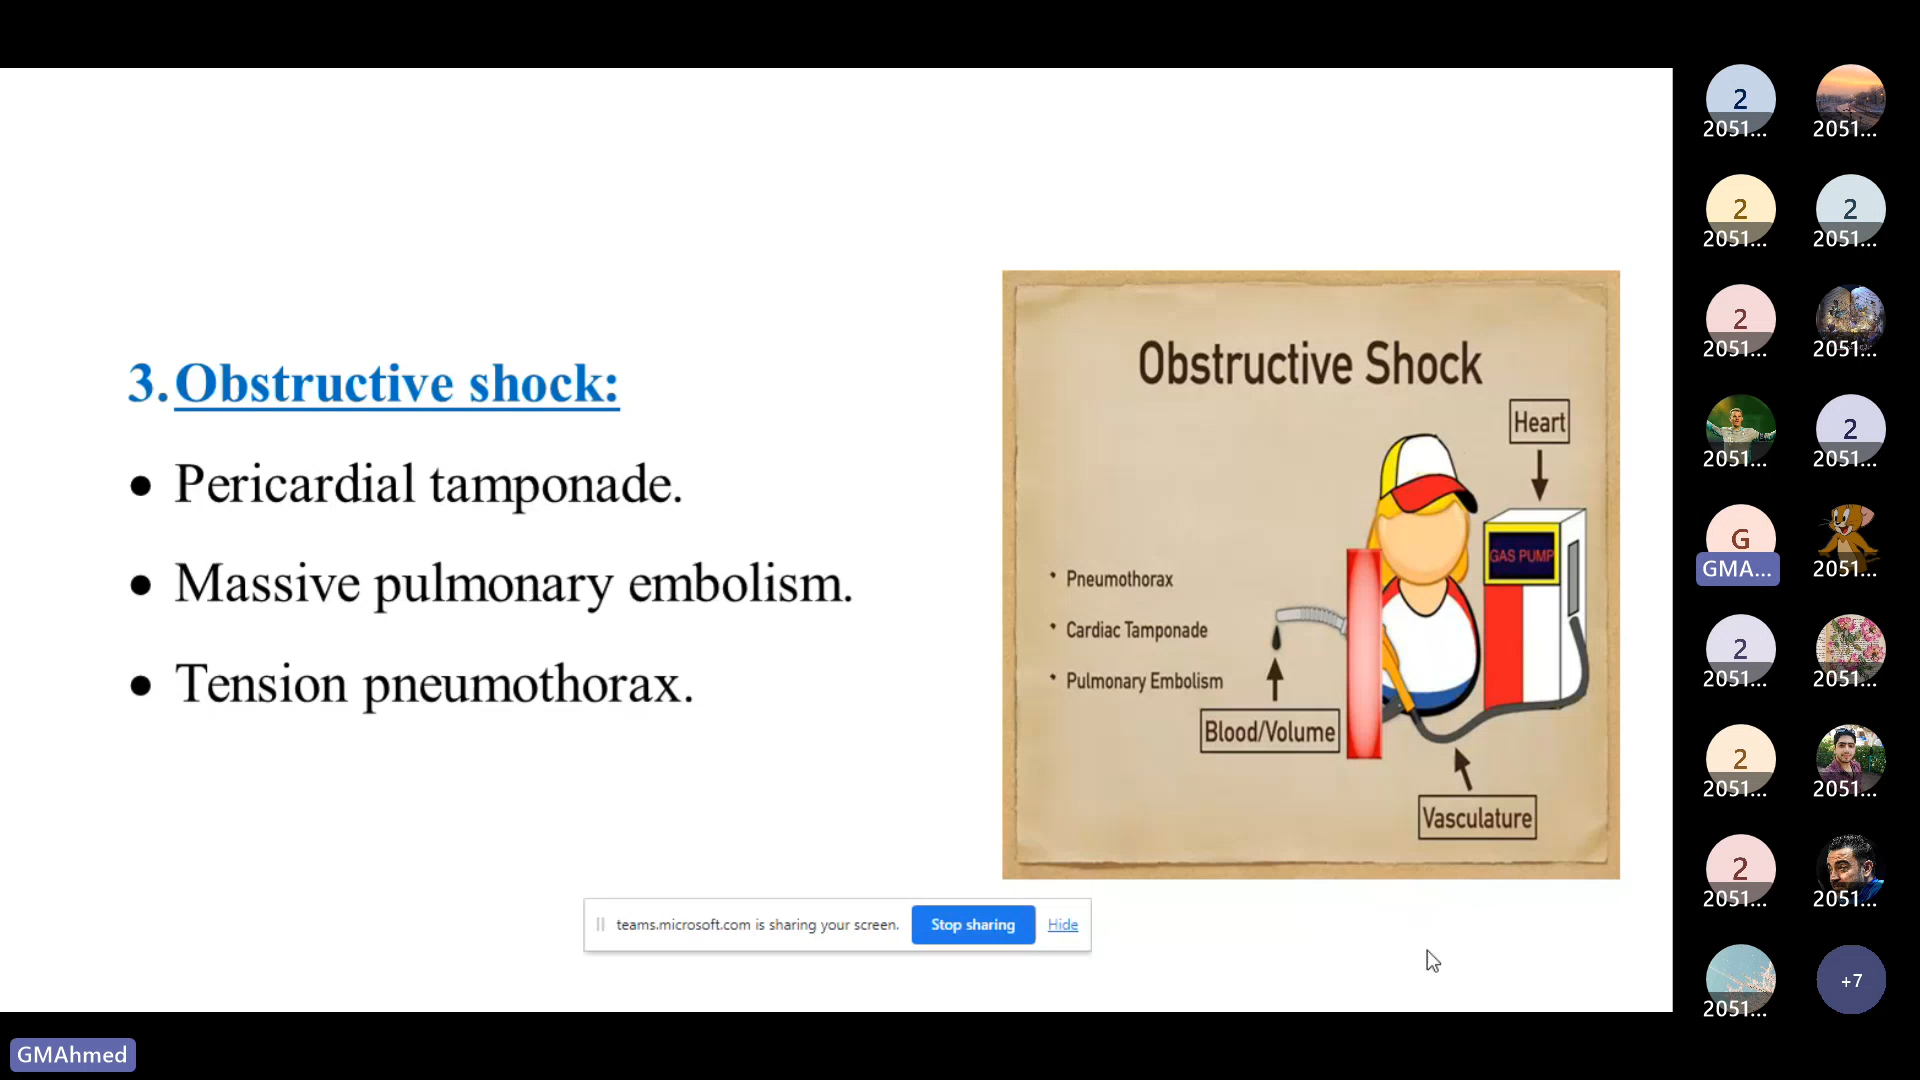 3. Obstructive shock:
• Pericardial tamponade.
• Massive pulmonary embolism.
• Tension pneumothorax.
Obstructive Shock
Heart
GAS PUMP
• Pneumothorax
• Cardiac Tamponade
• Pulmonary Embolism
Blood/Volume
Vasculature
teams.microsoft.com is sharing your screen.
Stop sharing
Hide
2
2051...
2051...
2
2051...
2
2051...
2
2051...
2051...
2051...
2
2051...
G
GMA...
2051...
2
2051...
2051...
2
2051...
2051...
2
2051...
2051...
2051...
+7
GMAhmed